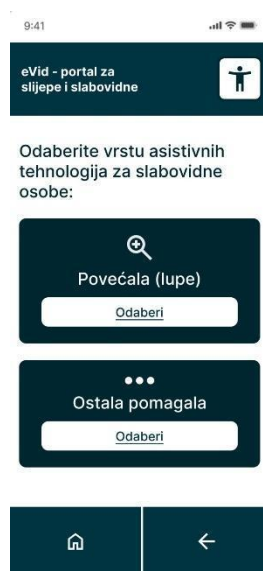 9:41
eVid - portal za
slijepe i slabovidne
Odaberite vrstu asistivnih
tehnologija za slabovidne
osobe:
Povećala (lupe)
Odaberi
Ostala pomagala
Odaberi